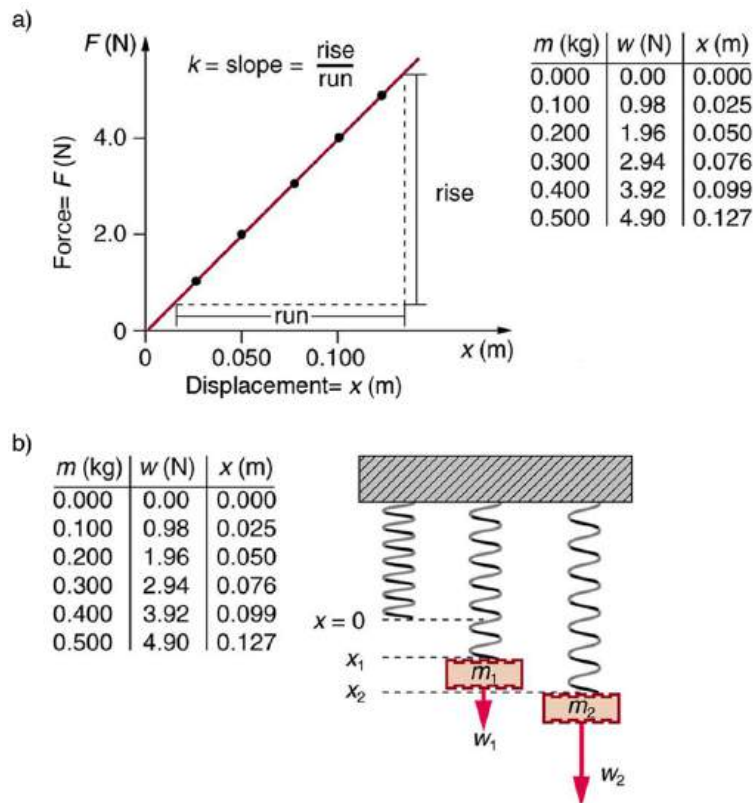 a)
F (N)
k = slope = rise
run
4.0
2.0
0
Force= F (N)
rise
run
0 0.050 0.100 x (m)
Displacement= x (m)
m (kg) w (N) x (m)
0.000 0.00 0.000
0.100 0.98 0.025
0.200 1.96 0.050
0.300 2.94 0.076
0.400 3.92 0.099
0.500 4.90 0.127
b)
m (kg) w (N) x (m)
0.000 0.00 0.000
0.100 0.98 0.025
0.200 1.96 0.050
0.300 2.94 0.076
0.400 3.92 0.099
0.500 4.90 0.127
x = 0
x₁
m₁
x₂
m₂
w₁
w₂